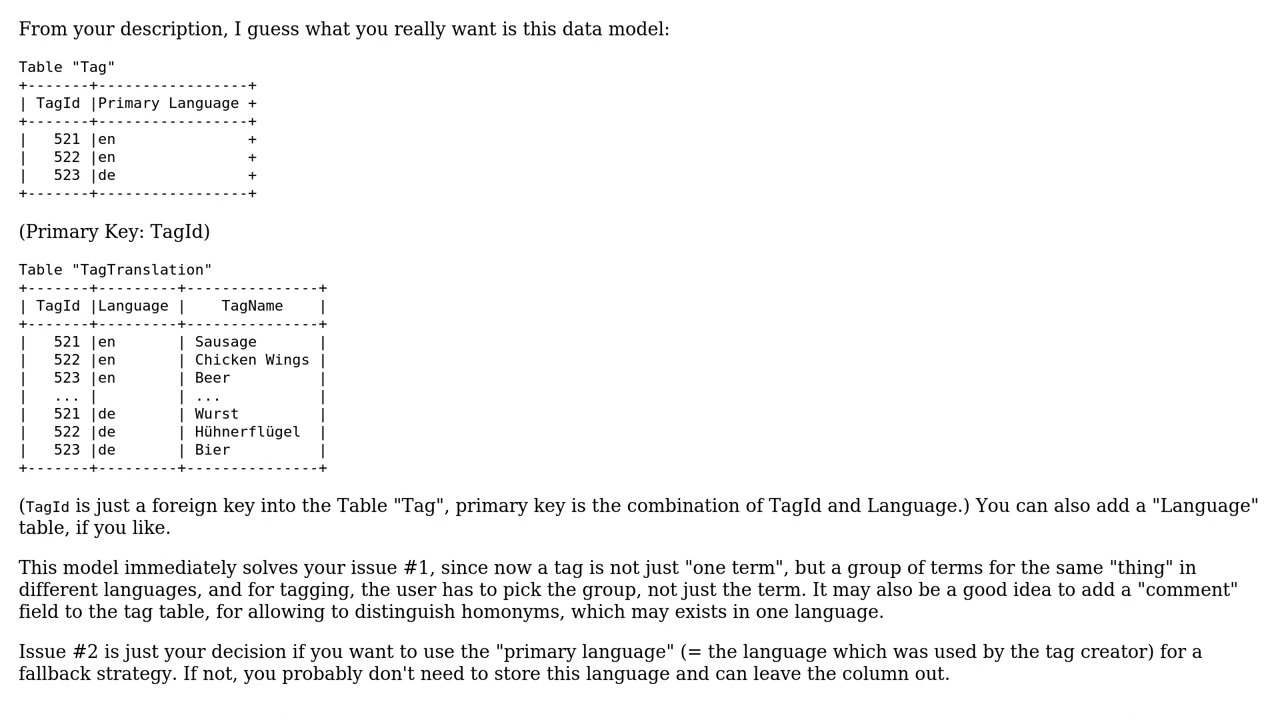 From your description, I guess what you really want is this data model:
Table "Tag"
+-------+-----------------+
| TagId |Primary Language +
+-------+-----------------+
|   521 |en               +
|   522 |en               +
|   523 |de               +
+-------+-----------------+
(Primary Key: TagId)
Table "TagTranslation"
+-------+---------+---------------+
| TagId |Language |    TagName    |
+-------+---------+---------------+
|   521 |en       | Sausage       |
|   522 |en       | Chicken Wings |
|   523 |en       | Beer          |
|   ... |         | ...           |
|   521 |de       | Wurst         |
|   522 |de       | Hühnerflügel  |
|   523 |de       | Bier          |
+-------+---------+---------------+
(TagId is just a foreign key into the Table "Tag", primary key is the combination of TagId and Language.) You can also add a "Language"
table, if you like.
This model immediately solves your issue #1, since now a tag is not just "one term", but a group of terms for the same "thing" in
different languages, and for tagging, the user has to pick the group, not just the term. It may also be a good idea to add a "comment"
field to the tag table, for allowing to distinguish homonyms, which may exists in one language.
Issue #2 is just your decision if you want to use the "primary language" (= the language which was used by the tag creator) for a
fallback strategy. If not, you probably don't need to store this language and can leave the column out.